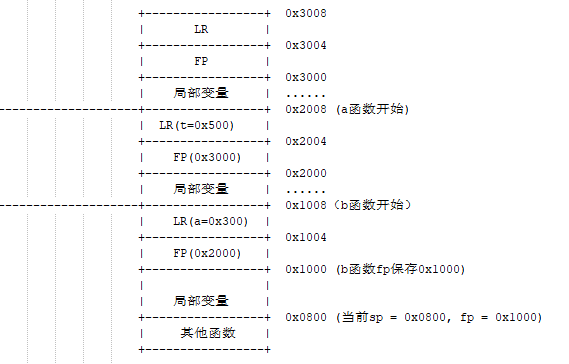 0x3008
LR
0x3004
FP
0x3000
局部变量 ......
0x2008 (a函数开始)
LR(t=0x500)
0x2004
FP(0x3000)
0x2000
局部变量 ......
0x1008 (b函数开始）
LR(a=0x300)
0x1004
FP(0x2000)
0x1000 (b函数fp保存0x1000)
局部变量
0x0800 (当前sp = 0x0800, fp = 0x1000)
其他函数